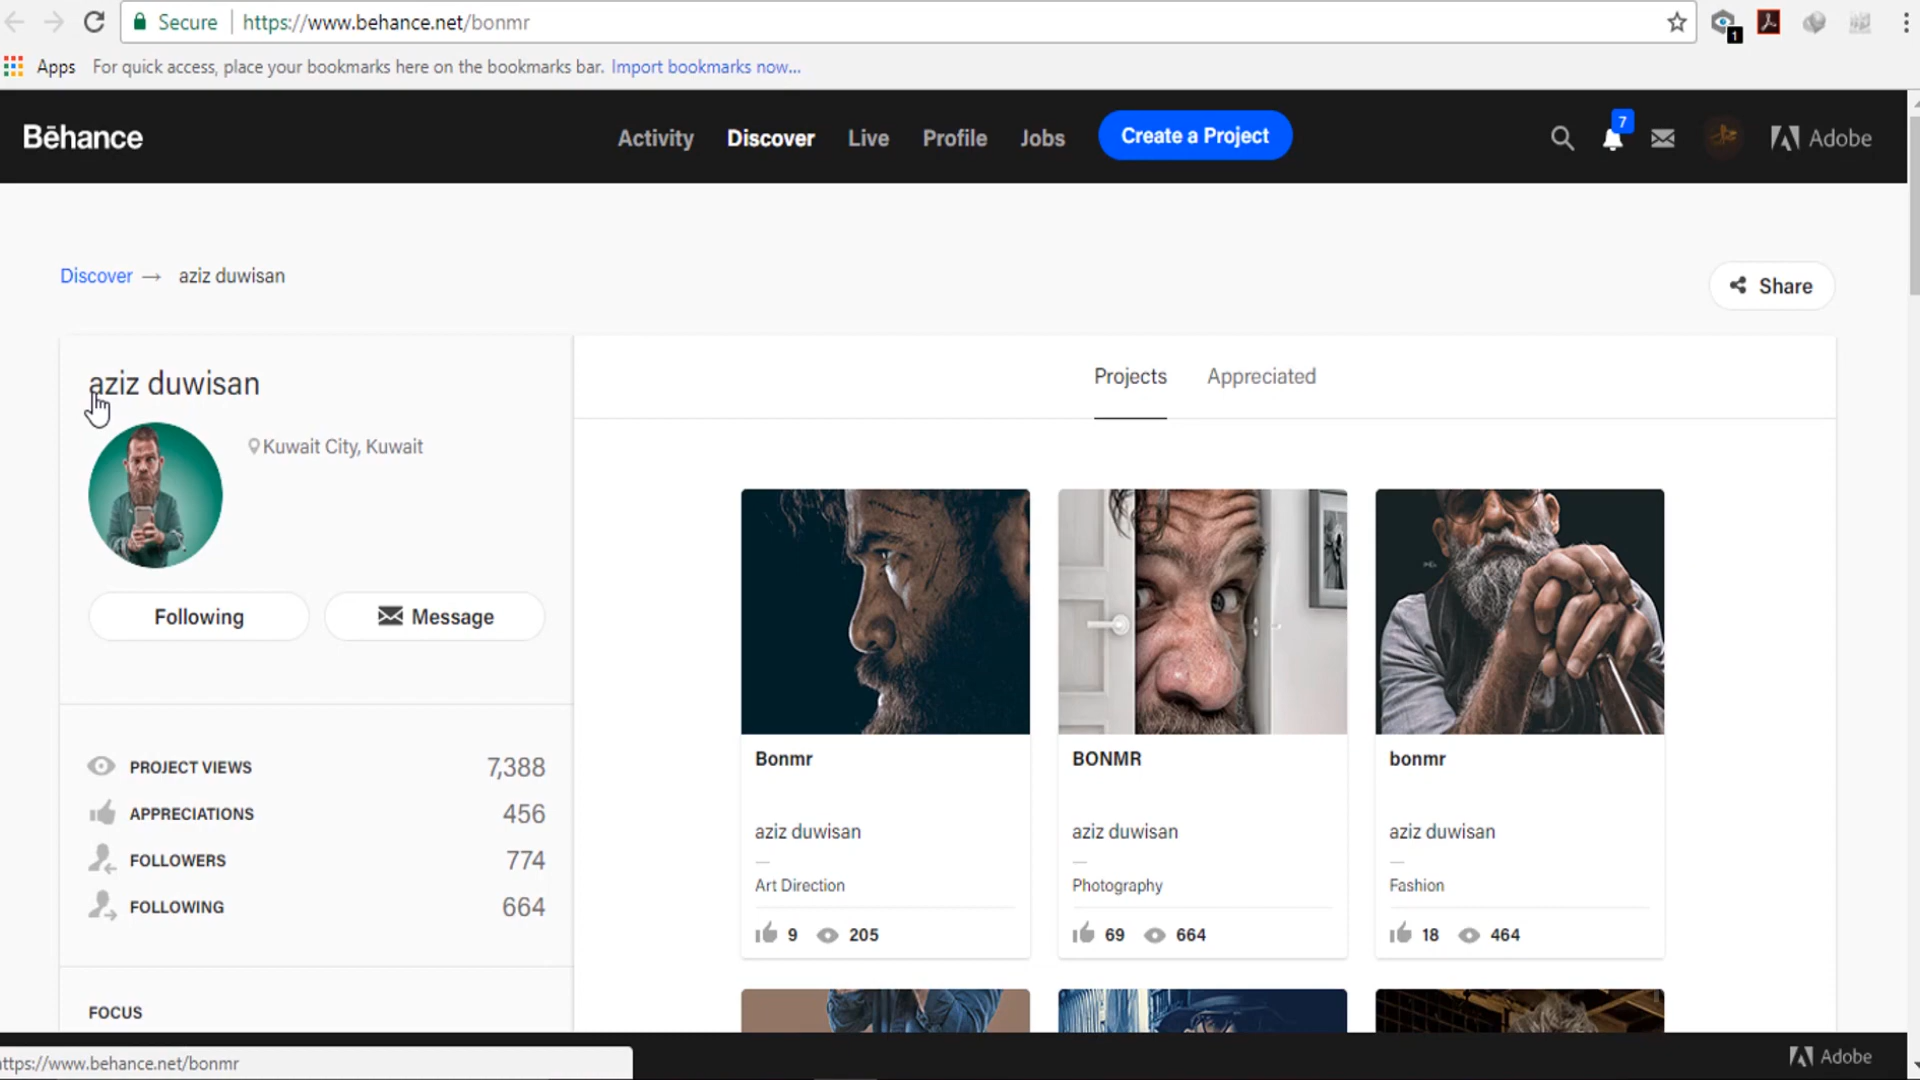 Secure https://www.behance.net/bonmr
1
Apps For quick access, place your bookmarks here on the bookmarks bar. Import bookmarks now...
Bēhance Activity Discover Live Profile Jobs Create a Project 7 Adobe
Discover → aziz duwisan
Share
aziz duwisan
Kuwait City, Kuwait
Following Message
PROJECT VIEWS 7,388
APPRECIATIONS 456
FOLLOWERS 774
FOLLOWING 664
FOCUS
Projects Appreciated
Bonmr
aziz duwisan
Art Direction
9 205
BONMR
aziz duwisan
Photography
69 664
bonmr
aziz duwisan
Fashion
18 464
ttps://www.behance.net/bonmr
Adobe